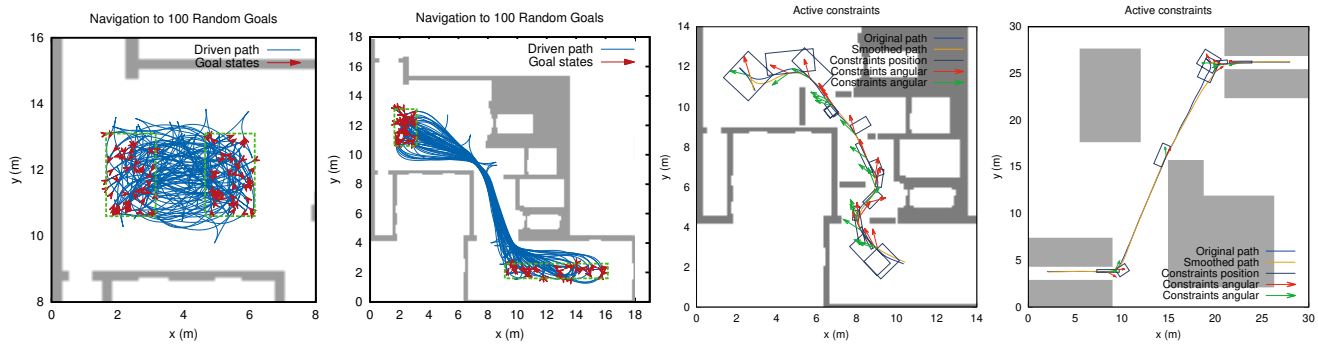 Navigation to 100 Random Goals
Driven path
Goal states
16
14
12
10
8
0
2
4
6
8
y (m)
x (m)
Navigation to 100 Random Goals
Driven path
Goal states
18
16
14
12
10
8
6
4
2
0
0
2
4
6
8
10
12
14
16
18
y (m)
x (m)
Active constraints
Original path
Smoothed path
Constraints position
Constraints angular
Constraints angular
14
12
10
8
6
4
2
0
0
2
4
6
8
10
12
14
y (m)
x (m)
Active constraints
Original path
Smoothed path
Constraints position
Constraints angular
Constraints angular
30
25
20
15
10
5
0
0
5
10
15
20
25
30
y (m)
x (m)